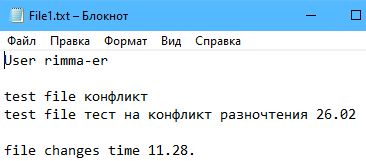 File1.txt – Блокнот
Файл Правка Формат Вид Справка
User rimma-er
test file конфликт
test file тест на конфликт разночтения 26.02
file changes time 11.28.